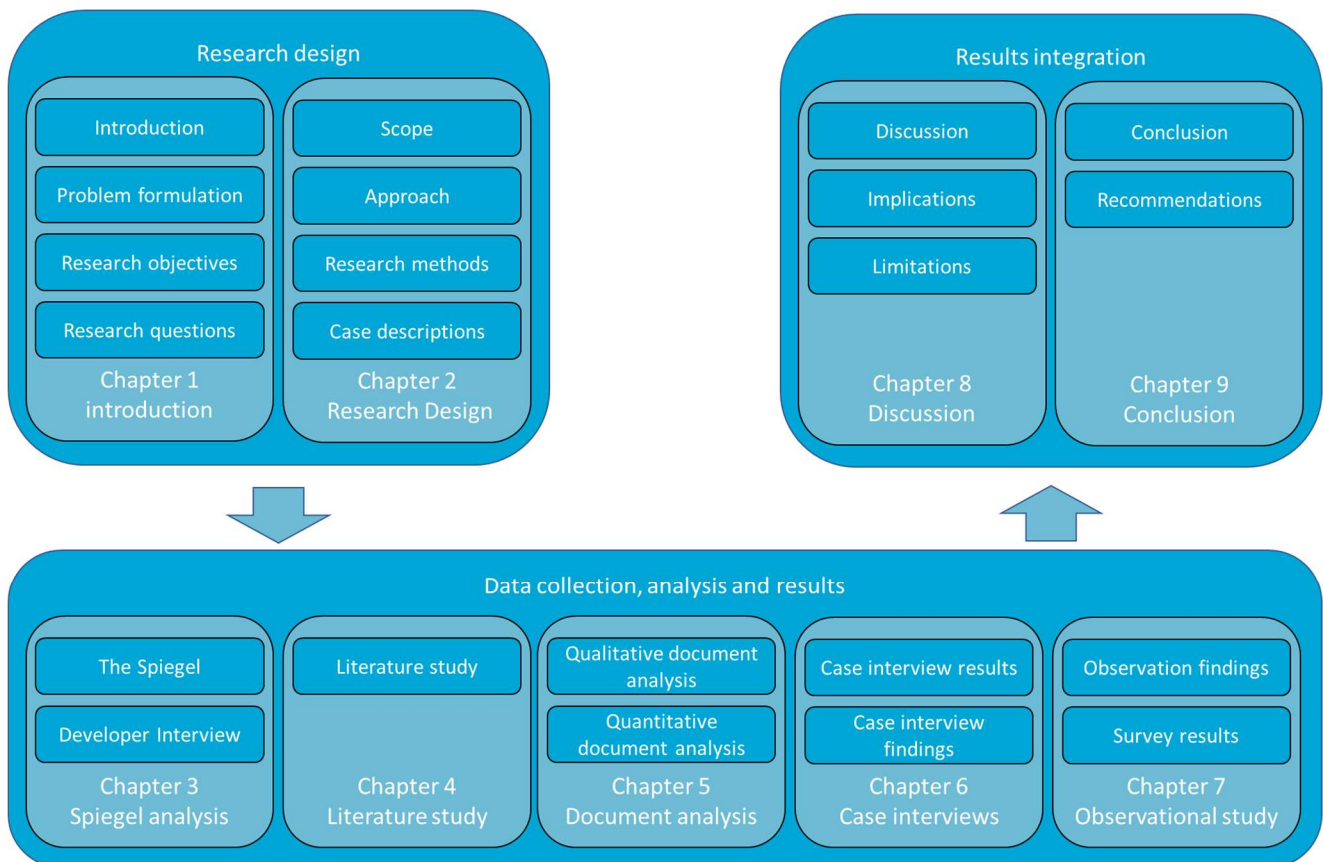 Research design
Introduction
Problem formulation
Research objectives
Research questions
Chapter 1
introduction
Scope
Approach
Research methods
Case descriptions
Chapter 2
Research Design
Results integration
Discussion
Implications
Limitations
Chapter 8
Discussion
Conclusion
Recommendations
Chapter 9
Conclusion
Data collection, analysis and results
The Spiegel
Developer Interview
Chapter 3
Spiegel analysis
Literature study
Chapter 4
Literature study
Qualitative document
analysis
Quantitative
document analysis
Chapter 5
Document analysis
Case interview results
Case interview
findings
Chapter 6
Case interviews
Observation findings
Survey results
Chapter 7
Observational study